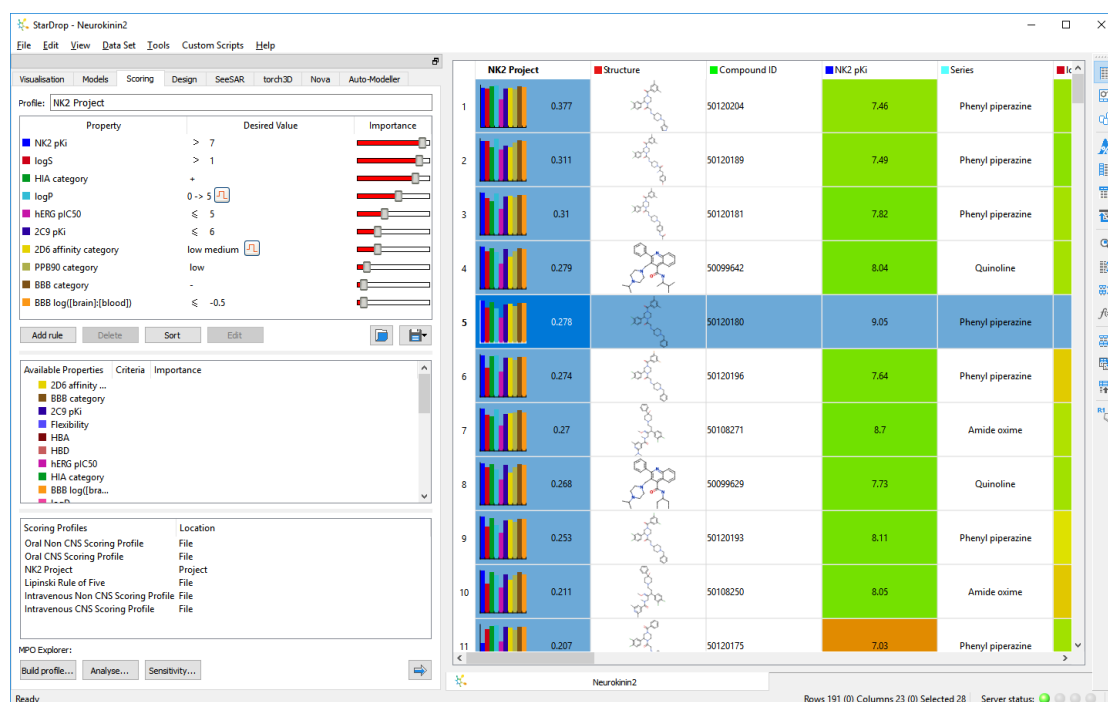 StarDrop - Neurokinin2
File Edit View Data Set Tools Custom Scripts Help
Visualisation Models Scoring Design SeeSAR torch3D Nova Auto-Modeller
Profile: NK2 Project
Property Desired Value Importance
NK2 pKi > 7
logS > 1
HIA category +
logP 0 -> 5
hERG pIC50 ≤ 5
2C9 pKi ≤ 6
2D6 affinity category low medium
PPB90 category low
BBB category -
BBB log([brain]:[blood]) ≤ -0.5
Add rule Delete Sort Edit
Available Properties Criteria Importance
2D6 affinity ...
BBB category
2C9 pKi
Flexibility
HBA
HBD
hERG pIC50
HIA category
BBB log([bra...
Scoring Profiles Location
Oral Non CNS Scoring Profile File
Oral CNS Scoring Profile File
NK2 Project Project
Lipinski Rule of Five File
Intravenous Non CNS Scoring Profile File
Intravenous CNS Scoring Profile File
MPO Explorer:
Build profile... Analyse... Sensitivity...
Ready
NK2 Project Structure Compound ID NK2 pKi Series
1 0.377 50120204 7.46 Phenyl piperazine
2 0.311 50120189 7.49 Phenyl piperazine
3 0.31 50120181 7.82 Phenyl piperazine
4 0.279 50099642 8.04 Quinoline
5 0.278 50120180 9.05 Phenyl piperazine
6 0.274 50120196 7.64 Phenyl piperazine
7 0.27 50108271 8.7 Amide oxime
8 0.268 50099629 7.73 Quinoline
9 0.253 50120193 8.11 Phenyl piperazine
10 0.211 50108250 8.05 Amide oxime
11 0.207 50120175 7.03 Phenyl piperazine
Neurokinin2
Rows 191 (0) Columns 23 (0) Selected 28 Server status: